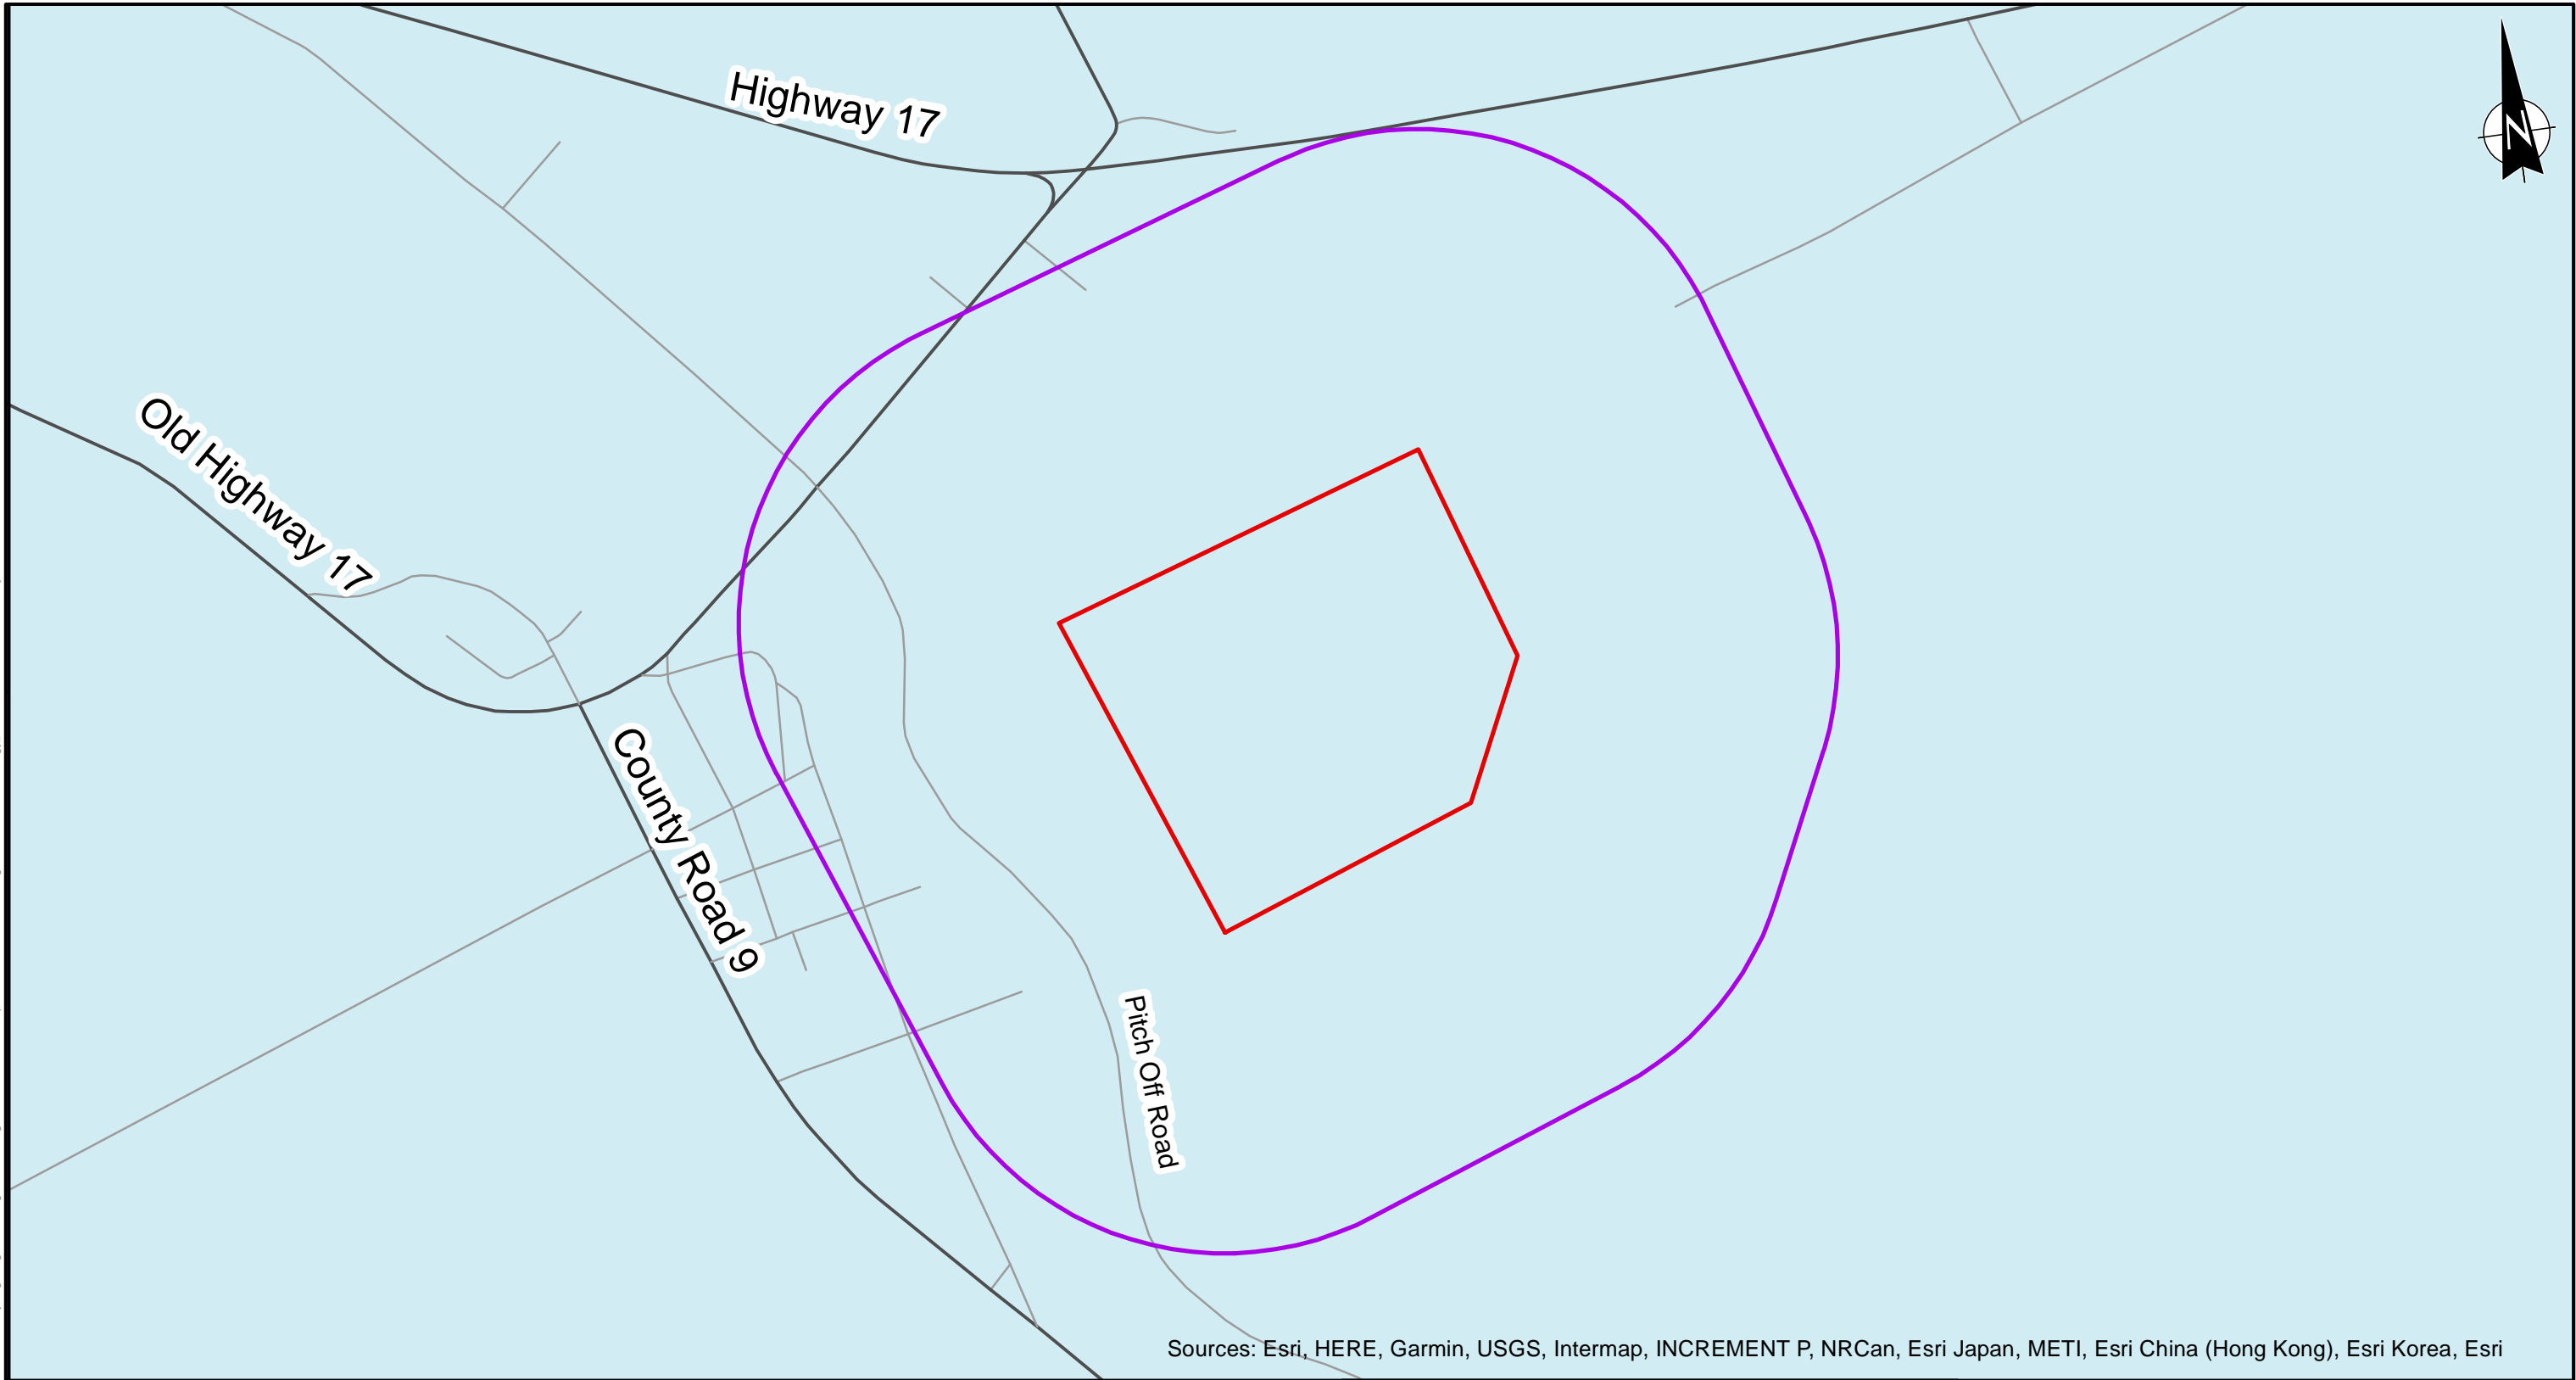 Highway 17
N
Old Highway 17
County Road 9
Pitch Off Road
Sources: Esri, HERE, Garmin, USGS, Intermap, INCREMENT P, NRCan, Esri Japan, METI, Esri China (Hong Kong), Esri Korea, Esri